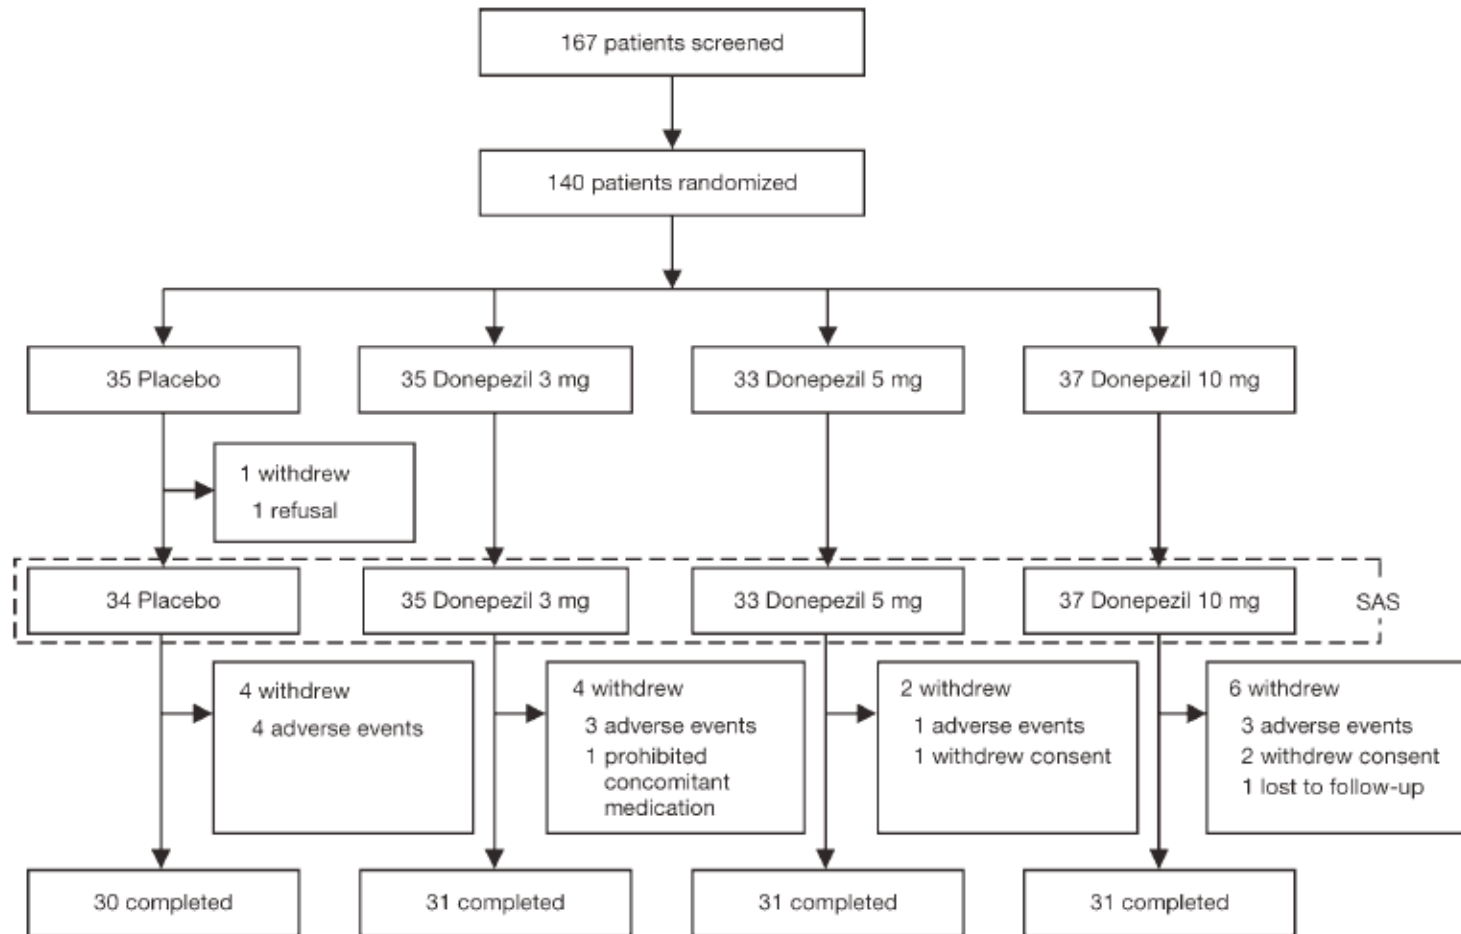 167 patients screened
140 patients randomized
35 Placebo
35 Donepezil 3 mg
33 Donepezil 5 mg
37 Donepezil 10 mg
1 withdrew
1 refusal
34 Placebo
35 Donepezil 3 mg
33 Donepezil 5 mg
37 Donepezil 10 mg
SAS
4 withdrew
4 adverse events
4 withdrew
3 adverse events
1 prohibited
concomitant
medication
2 withdrew
1 adverse events
1 withdrew consent
6 withdrew
3 adverse events
2 withdrew consent
1 lost to follow-up
30 completed
31 completed
31 completed
31 completed